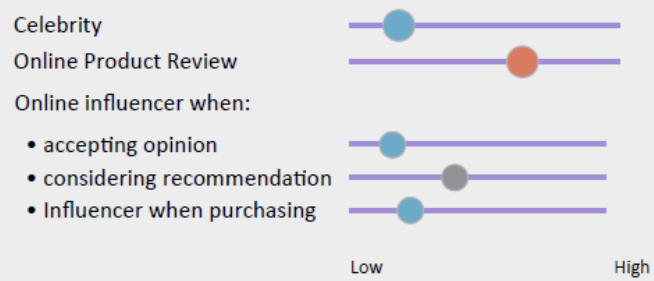 Celebrity
Online Product Review
Online influencer when:
• accepting opinion
• considering recommendation
• Influencer when purchasing
Low High